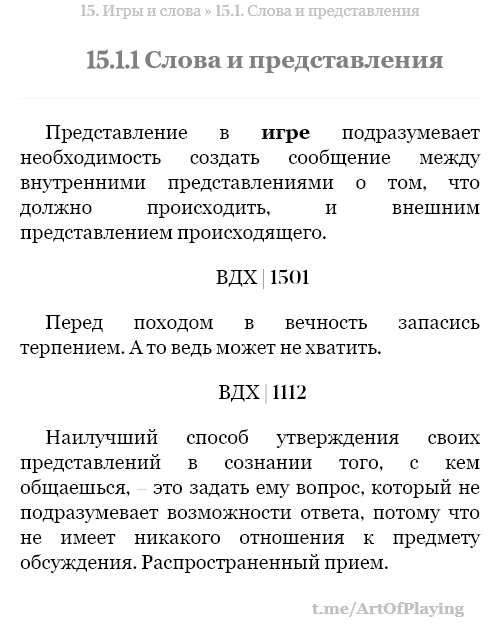 15. Игры и слова » 15.1. Слова и представления
15.1.1 Слова и представления
Представление в игре подразумевает
необходимость создать сообщение между
внутренними представлениями о том, что
должно происходить, и внешним
представлением происходящего.
ВДХ | 1501
Перед походом в вечность запасись
терпением. А то ведь может не хватить.
ВДХ | 1112
Наилучший способ утверждения своих
представлений в сознании того, с кем
общаешься, – это задать ему вопрос, который не
подразумевает возможности ответа, потому что
не имеет никакого отношения к предмету
обсуждения. Распространенный прием.
t.me/ArtOfPlaying